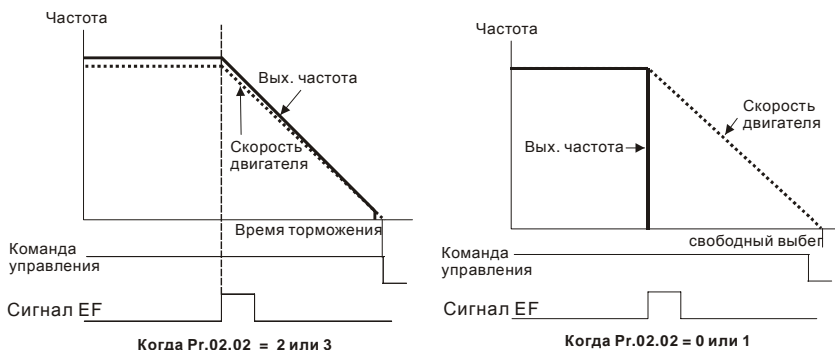 Частота
Вых. частота
Скорость
двигателя
Время торможения
Команда
управления
Сигнал EF
Когда Pr.02.02 = 2 или 3
Частота
Скорость
двигателя
Вых. частота
свободный выбег
Команда
управления
Сигнал EF
Когда Pr.02.02 = 0 или 1